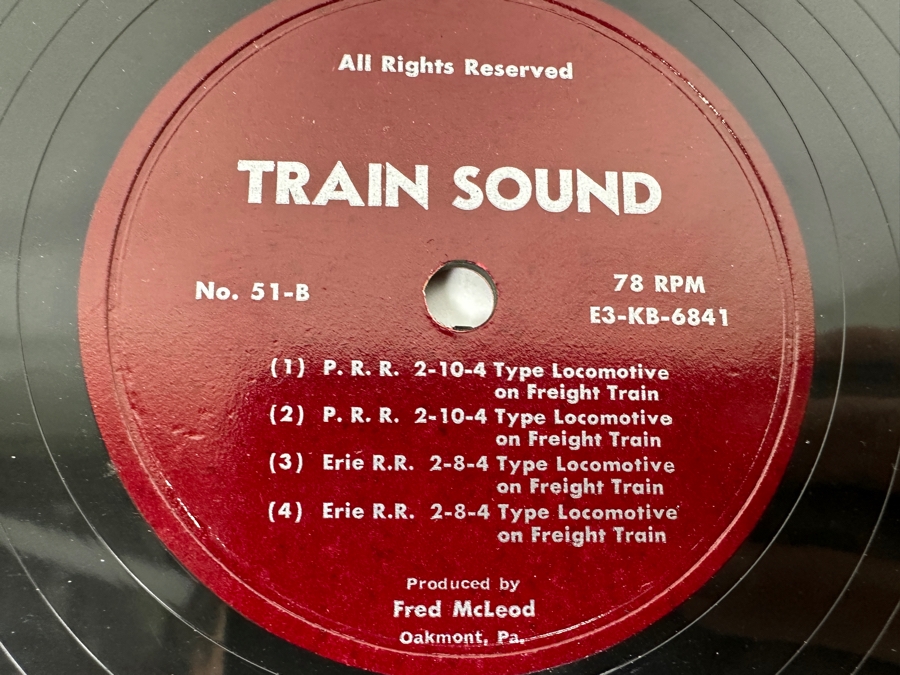 All Rights Reserved
TRAIN SOUND
No. 51-B
78 RPM
E3-KB-6841
(1) P. R. R. 2-10-4 Type Locomotive
on Freight Train
(2) P. R. R. 2-10-4 Type Locomotive
on Freight Train
(3) Erie R.R. 2-8-4 Type Locomotive
on Freight Train
(4) Erie R.R. 2-8-4 Type Locomotive
on Freight Train
Produced by
Fred McLeod
Oakmont, Pa.